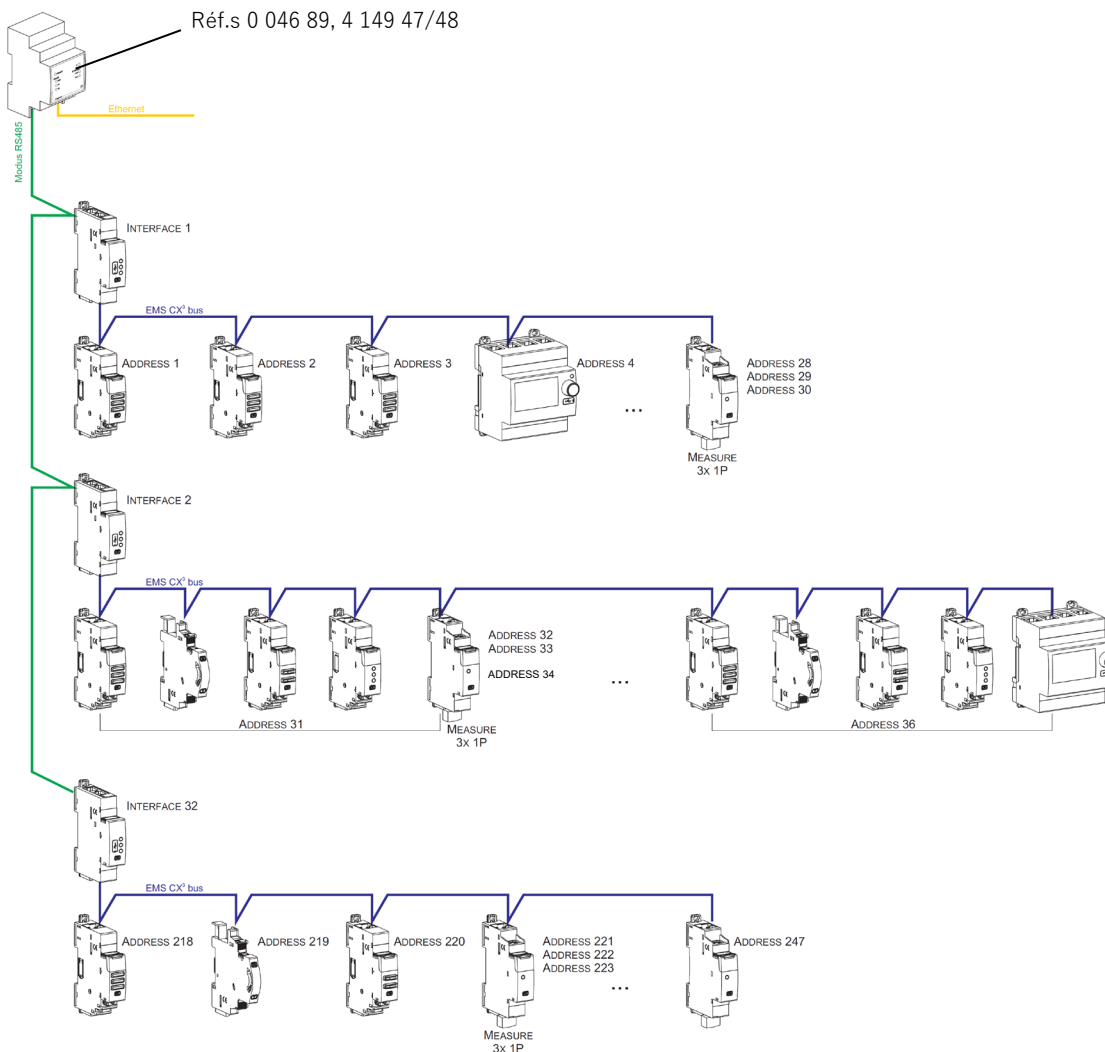 Réf.s 0 046 89, 4 149 47/48
Ethernet
Modus RS485
INTERFACE 1
EMS CX³ bus
ADDRESS 1
ADDRESS 2
ADDRESS 3
ADDRESS 4
...
ADDRESS 28
ADDRESS 29
ADDRESS 30
MEASURE
3X 1P
INTERFACE 2
EMS CX³ bus
ADDRESS 32
ADDRESS 33
ADDRESS 34
...
ADDRESS 31
MEASURE
3X 1P
ADDRESS 36
INTERFACE 32
EMS CX³ bus
ADDRESS 218
ADDRESS 219
ADDRESS 220
ADDRESS 221
ADDRESS 222
ADDRESS 223
...
ADDRESS 247
MEASURE
3X 1P